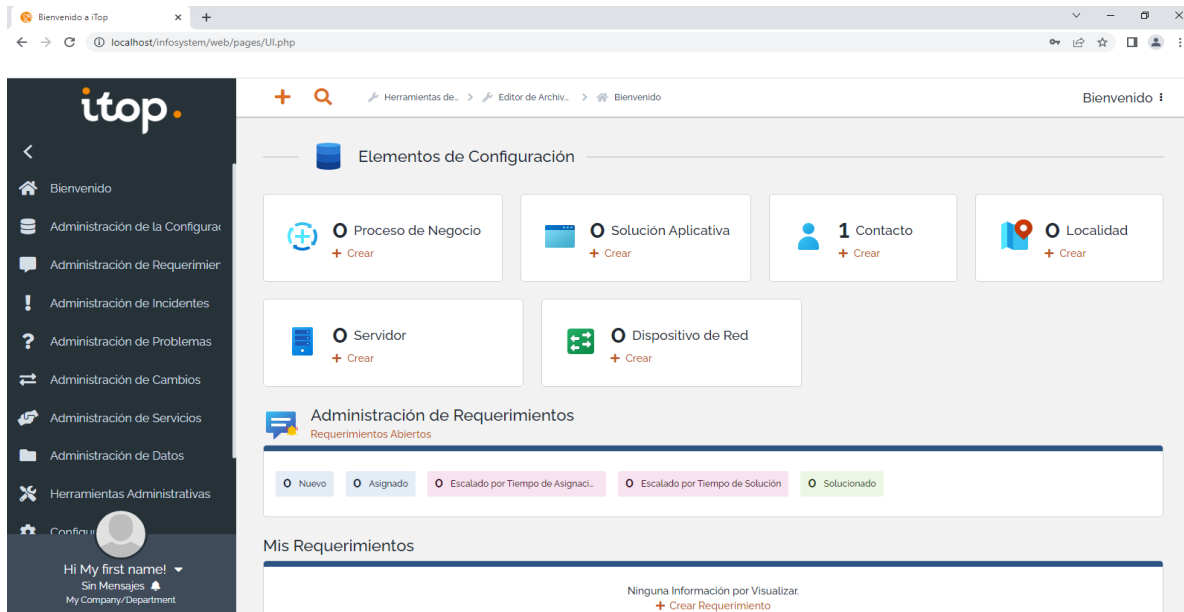 Bienvenido a iTop
localhost/infosystem/web/pages/UI.php
itop.
Bienvenido
Administración de la Configurac
Administración de Requerimien
Administración de Incidentes
Administración de Problemas
Administración de Cambios
Administración de Servicios
Administración de Datos
Herramientas Administrativas
Configu
Hi My first name!
Sin Mensajes
My Company/Department
Herramientas de... > Editor de Archiv... > Bienvenido
Bienvenido
Elementos de Configuración
0 Proceso de Negocio
+ Crear
0 Solución Aplicativa
+ Crear
1 Contacto
+ Crear
0 Localidad
+ Crear
0 Servidor
+ Crear
0 Dispositivo de Red
+ Crear
Administración de Requerimientos
Requerimientos Abiertos
0 Nuevo
0 Asignado
0 Escalado por Tiempo de Asignaci...
0 Escalado por Tiempo de Solución
0 Solucionado
Mis Requerimientos
Ninguna Información por Visualizar.
+ Crear Requerimiento